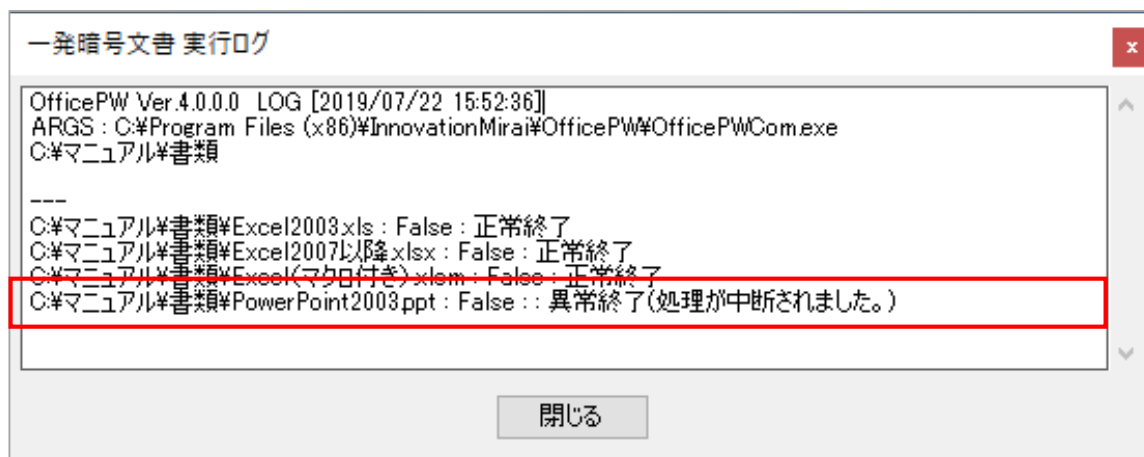 一発暗号文書 実行ログ
x
OfficePW Ver.4.0.0.0 LOG [2019/07/22 15:52:36]
ARGS : C:¥Program Files (x86)¥InnovationMirai¥OfficePW¥OfficePWCom.exe
C:¥マニュアル¥書類
---
C:¥マニュアル¥書類¥Excel2003.xls : False : 正常終了
C:¥マニュアル¥書類¥Excel2007以降.xlsx : False : 正常終了
C:¥マニュアル¥書類¥Excel(マクロ付き).xlsm : False : 正常終了
C:¥マニュアル¥書類¥PowerPoint2003.ppt : False : : 異常終了(処理が中断されました。)
閉じる